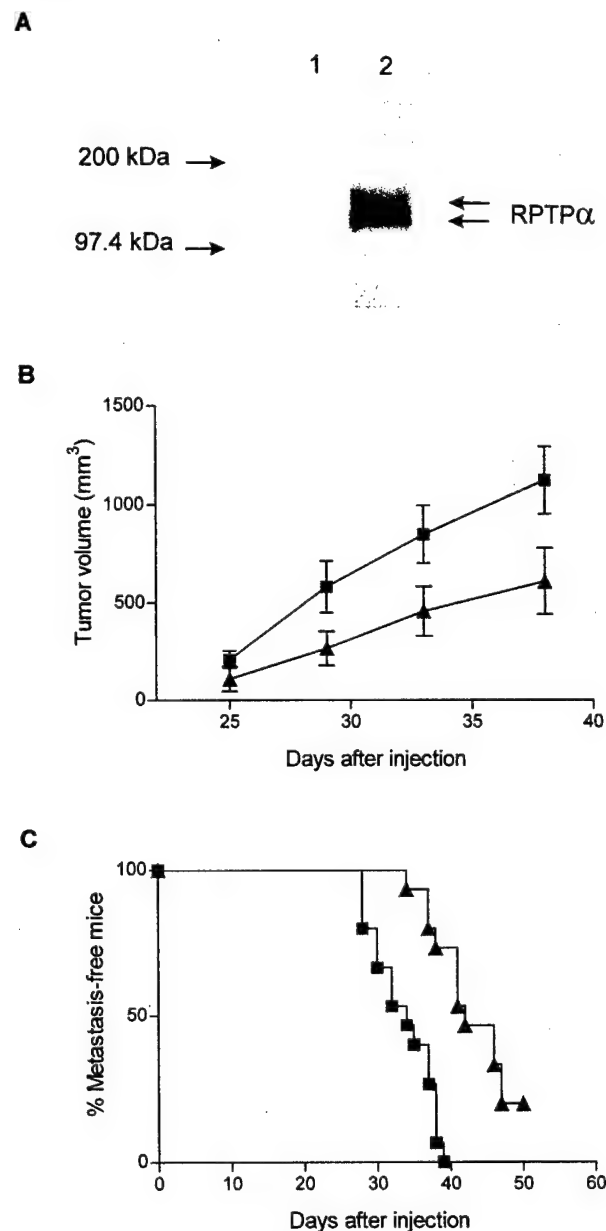 A
1 2
200 kDa
97.4 kDa
RPTPα
B
Tumor volume (mm³)
1500
1000
500
0
25 30 35 40
Days after injection
C
% Metastasis-free mice
100
50
0
0 10 20 30 40 50 60
Days after injection